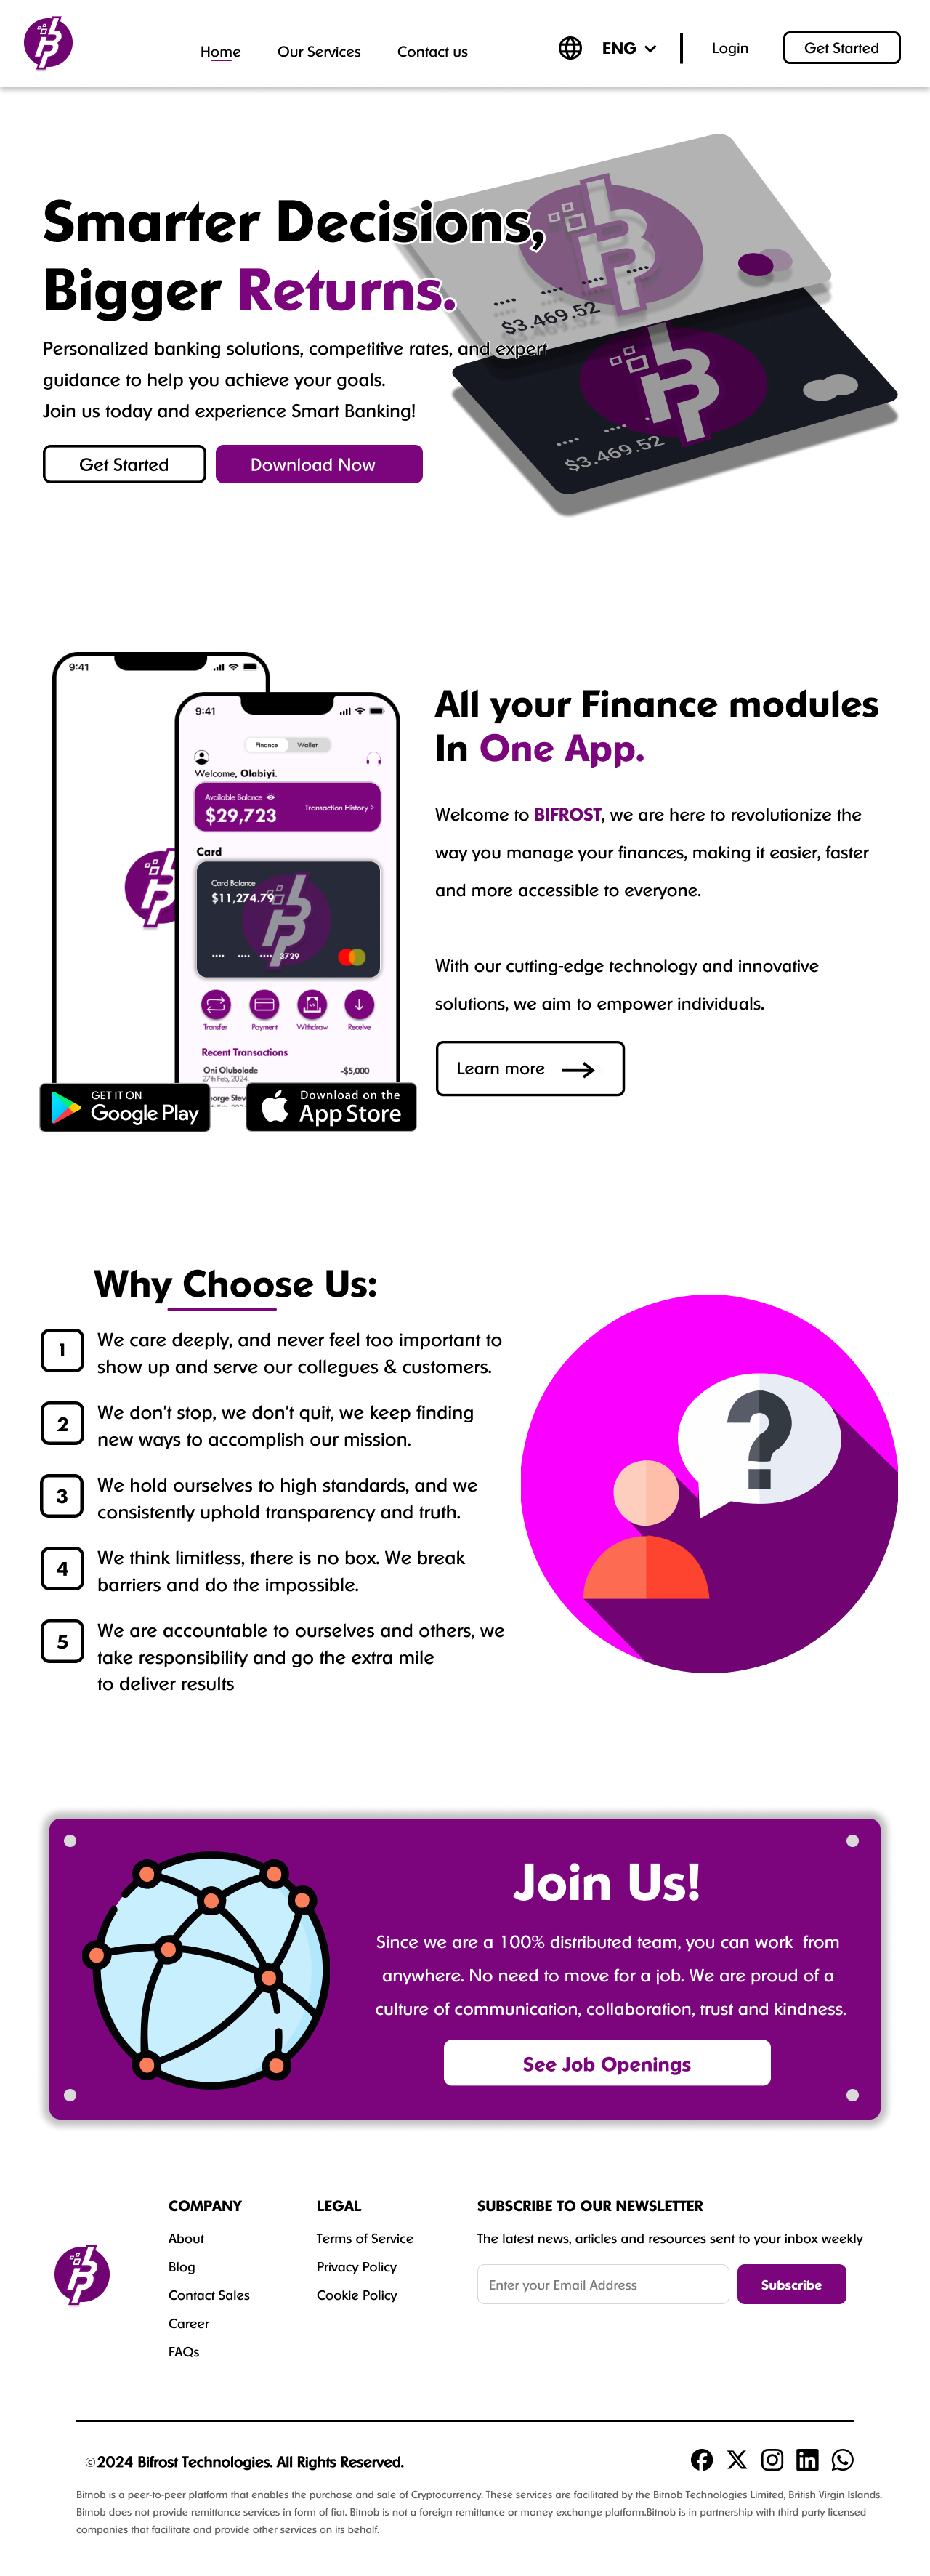 Home
Our Services
Contact us
ENG
Login
Get Started
Smarter Decisions,
Bigger Returns.
Personalized banking solutions, competitive rates, and expert
guidance to help you achieve your goals.
Join us today and experience Smart Banking!
Get Started
Download Now
$3.469.52
$3.469.52
9:41
9:41
Finance
Wallet
Welcome, Olabiyi.
Available Balance
$29,723
Transaction History >
Card
Card Balance
$11,274.79
3729
Transfer
Payment
Withdraw
Receive
Recent Transactions
Oni Olubolade
27th Feb, 2024.
-$5,000
GET IT ON
Google Play
Download on the
App Store
All your Finance modules
In One App.
Welcome to BIFROST, we are here to revolutionize the
way you manage your finances, making it easier, faster
and more accessible to everyone.
With our cutting-edge technology and innovative
solutions, we aim to empower individuals.
Learn more
Why Choose Us:
1
We care deeply, and never feel too important to
show up and serve our collegues & customers.
2
We don't stop, we don't quit, we keep finding
new ways to accomplish our mission.
3
We hold ourselves to high standards, and we
consistently uphold transparency and truth.
4
We think limitless, there is no box. We break
barriers and do the impossible.
5
We are accountable to ourselves and others, we
take responsibility and go the extra mile
to deliver results
?
Join Us!
Since we are a 100% distributed team, you can work from
anywhere. No need to move for a job. We are proud of a
culture of communication, collaboration, trust and kindness.
See Job Openings
COMPANY
About
Blog
Contact Sales
Career
FAQs
LEGAL
Terms of Service
Privacy Policy
Cookie Policy
SUBSCRIBE TO OUR NEWSLETTER
The latest news, articles and resources sent to your inbox weekly
Enter your Email Address
Subscribe
©2024 Bifrost Technologies. All Rights Reserved.
Bitnob is a peer-to-peer platform that enables the purchase and sale of Cryptocurrency. These services are facilitated by the Bitnob Technologies Limited, British Virgin Islands.
Bitnob does not provide remittance services in form of fiat. Bitnob is not a foreign remittance or money exchange platform.Bitnob is in partnership with third party licensed
companies that facilitate and provide other services on its behalf.